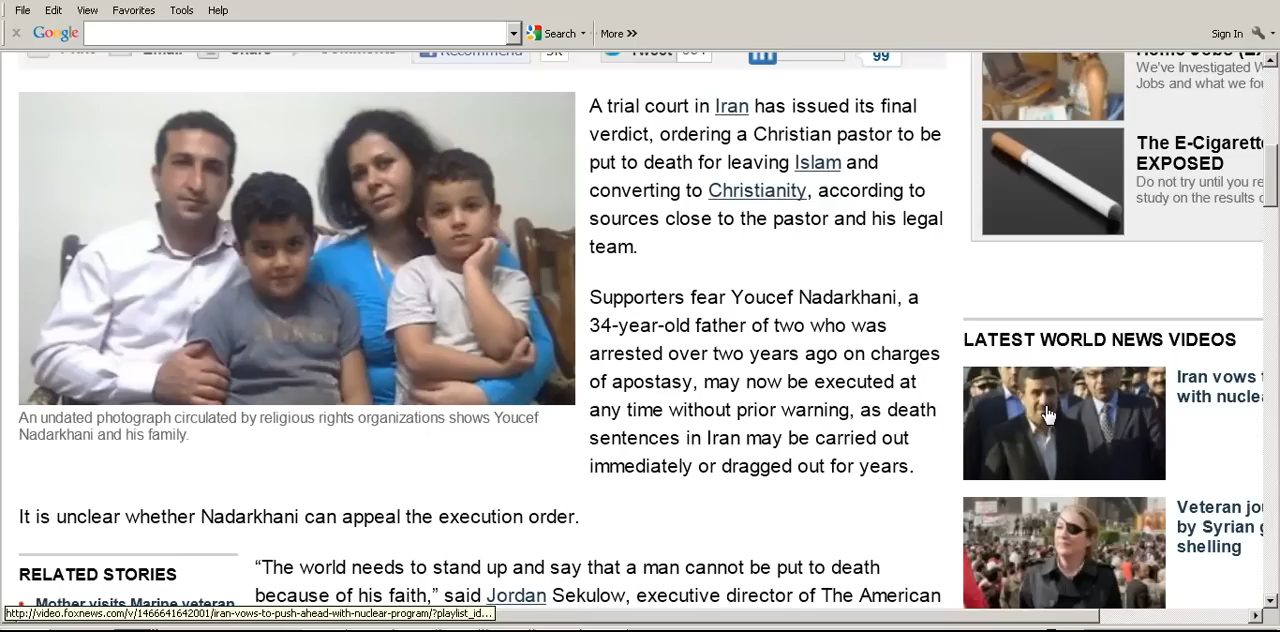 File Edit View Favorites Tools Help
Google Search More >> Sign In
Recommend 99
A trial court in Iran has issued its final
verdict, ordering a Christian pastor to be
put to death for leaving Islam and
converting to Christianity, according to
sources close to the pastor and his legal
team.
Supporters fear Youcef Nadarkhani, a
34-year-old father of two who was
arrested over two years ago on charges
of apostasy, may now be executed at
any time without prior warning, as death
sentences in Iran may be carried out
immediately or dragged out for years.
An undated photograph circulated by religious rights organizations shows Youcef
Nadarkhani and his family.
It is unclear whether Nadarkhani can appeal the execution order.
RELATED STORIES
Mother visits Marine veteran
“The world needs to stand up and say that a man cannot be put to death
because of his faith,” said Jordan Sekulow, executive director of The American
We've Investigated W
Jobs and what we fo
The E-Cigarett
EXPOSED
Do not try until you re
study on the results
LATEST WORLD NEWS VIDEOS
Iran vows
with nucle
Veteran jo
by Syrian
shelling
http://video.foxnews.com/v/1466641642001/iran-vows-to-push-ahead-with-nuclear-program/?playlist_id...